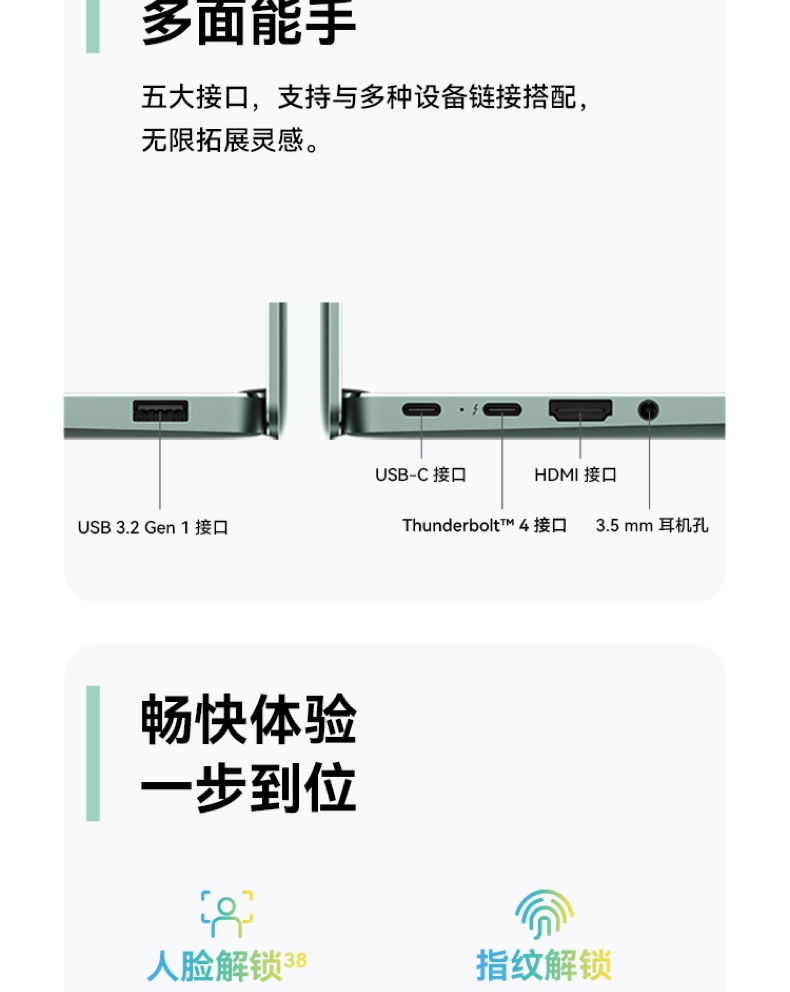 多面能手
五大接口，支持与多种设备链接搭配，
无限拓展灵感。
USB-C 接口
HDMI 接口
USB 3.2 Gen 1 接口
Thunderbolt™ 4 接口
3.5 mm 耳机孔
畅快体验
一步到位
人脸解锁38
指纹解锁